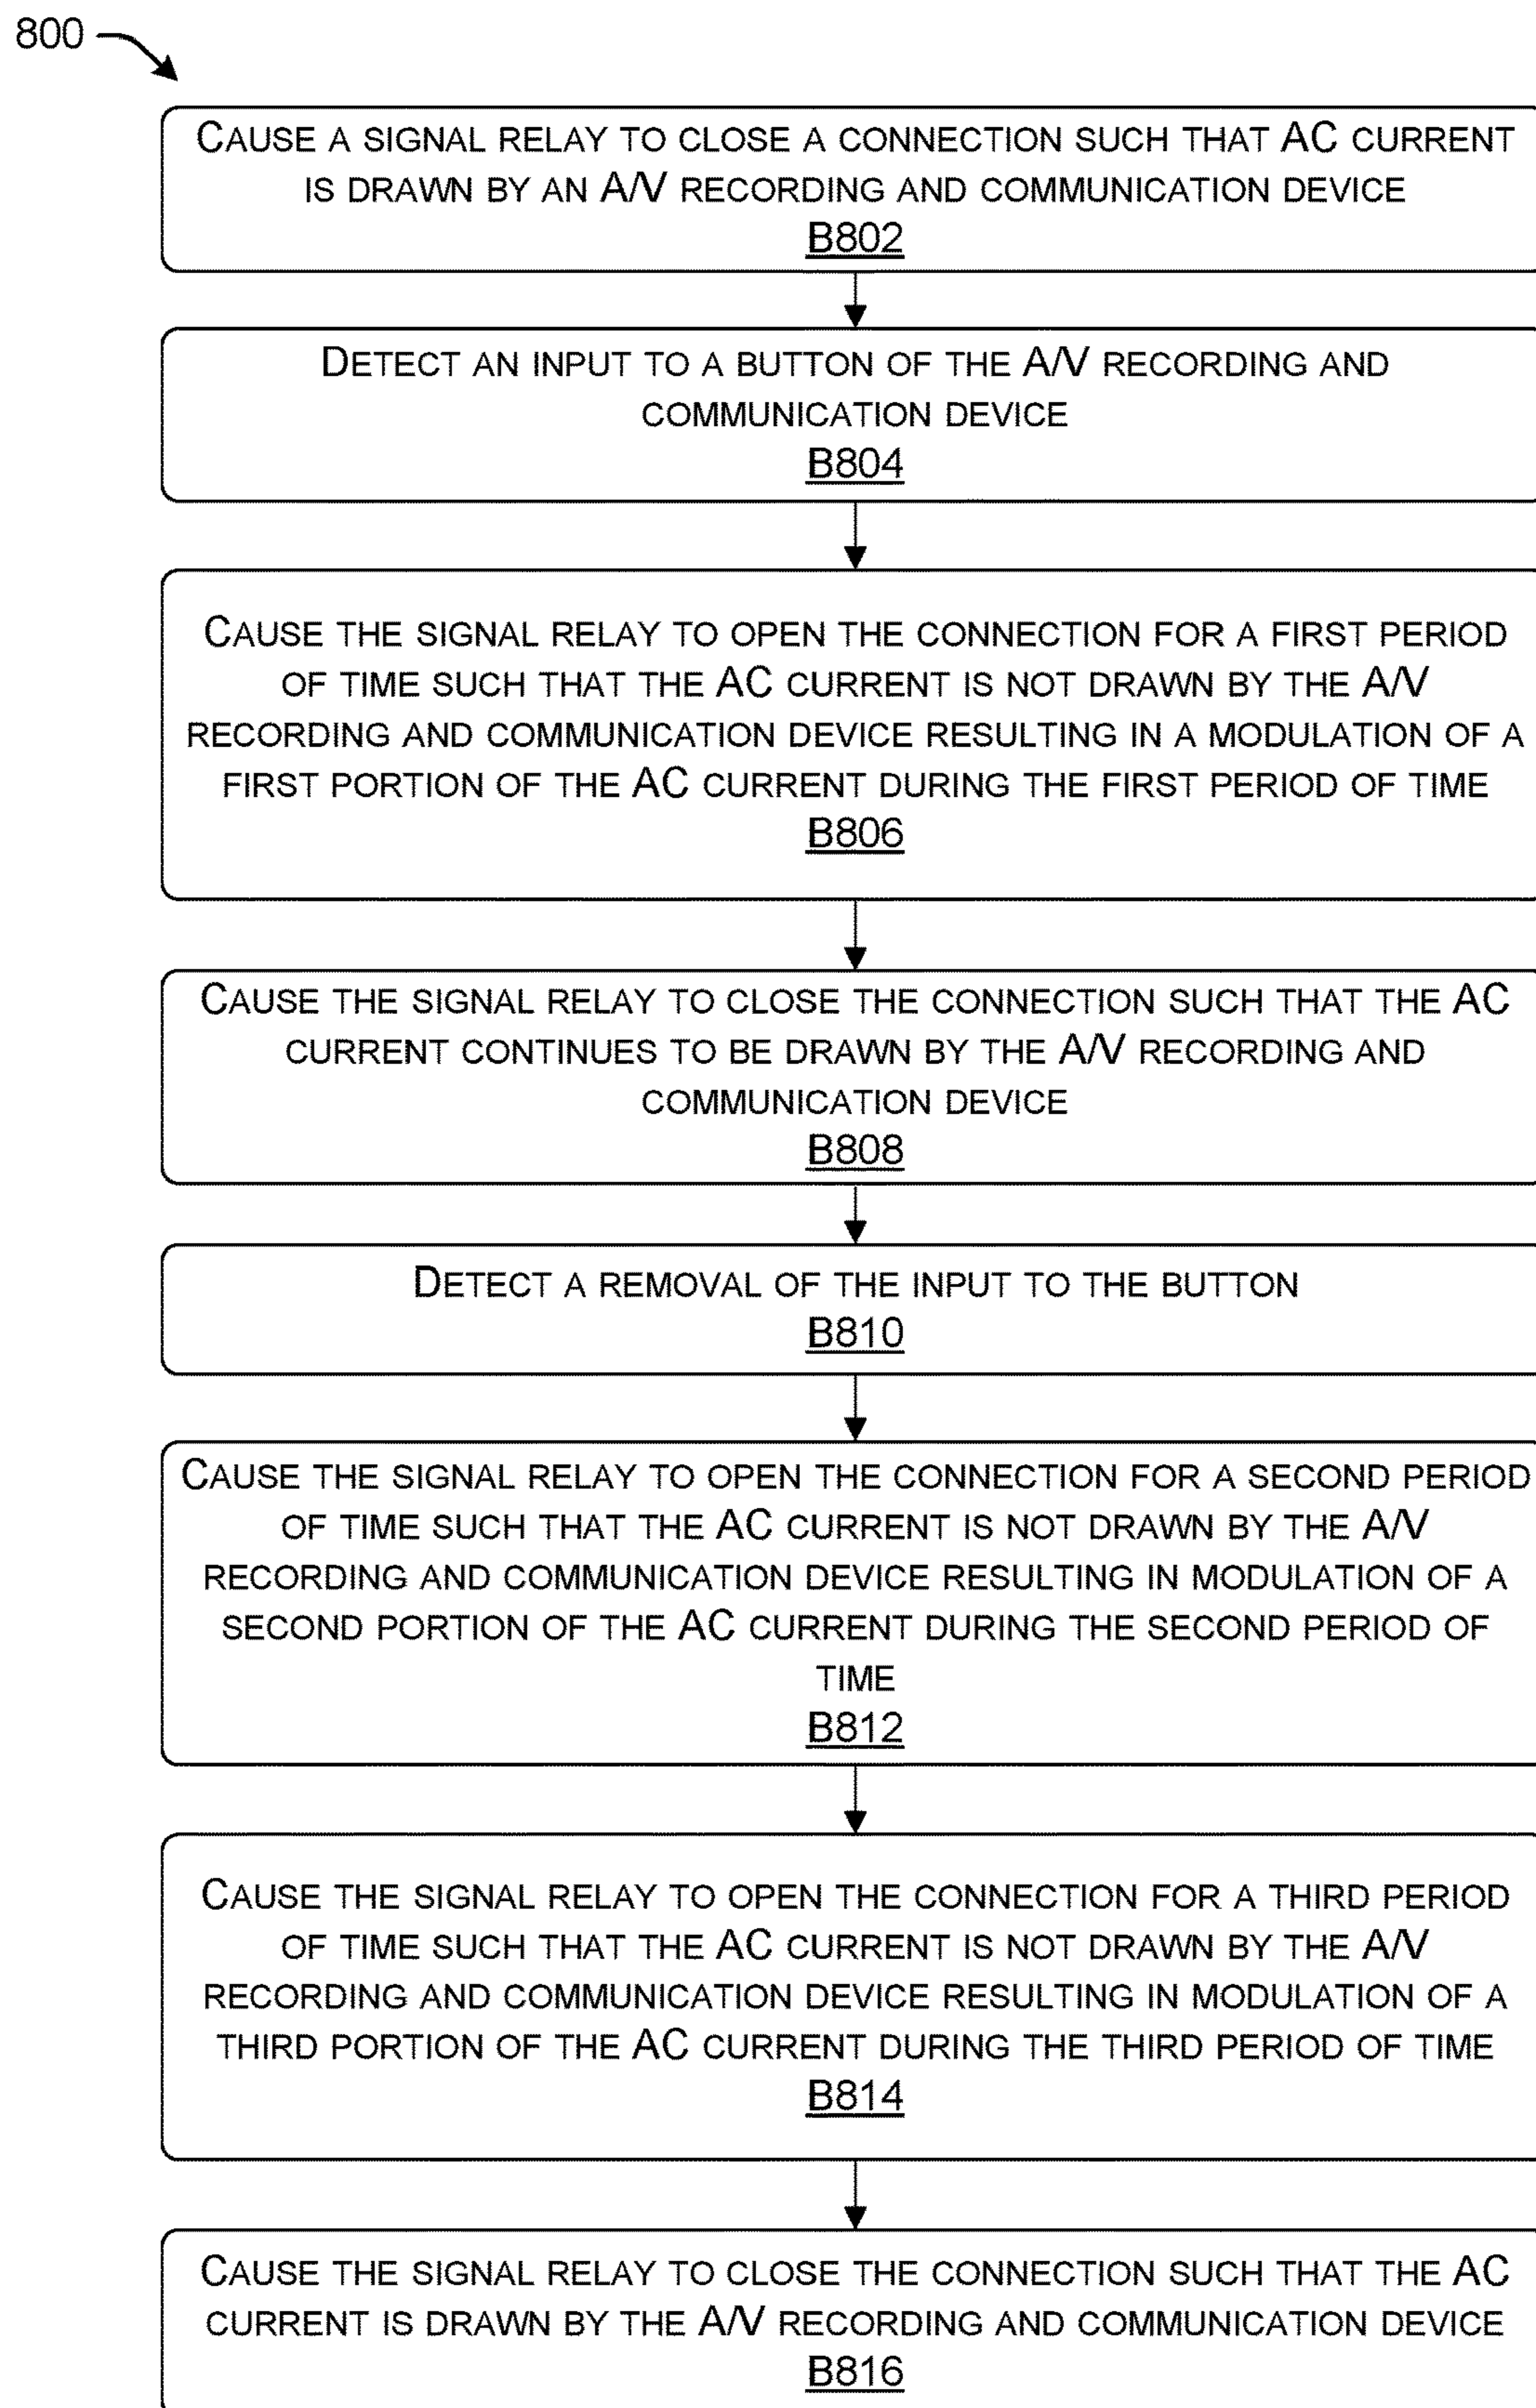 800
CAUSE A SIGNAL RELAY TO CLOSE A CONNECTION SUCH THAT AC CURRENT
IS DRAWN BY AN A/V RECORDING AND COMMUNICATION DEVICE
B802
DETECT AN INPUT TO A BUTTON OF THE A/V RECORDING AND
COMMUNICATION DEVICE
B804
CAUSE THE SIGNAL RELAY TO OPEN THE CONNECTION FOR A FIRST PERIOD
OF TIME SUCH THAT THE AC CURRENT IS NOT DRAWN BY THE A/V
RECORDING AND COMMUNICATION DEVICE RESULTING IN A MODULATION OF A
FIRST PORTION OF THE AC CURRENT DURING THE FIRST PERIOD OF TIME
B806
CAUSE THE SIGNAL RELAY TO CLOSE THE CONNECTION SUCH THAT THE AC
CURRENT CONTINUES TO BE DRAWN BY THE A/V RECORDING AND
COMMUNICATION DEVICE
B808
DETECT A REMOVAL OF THE INPUT TO THE BUTTON
B810
CAUSE THE SIGNAL RELAY TO OPEN THE CONNECTION FOR A SECOND PERIOD
OF TIME SUCH THAT THE AC CURRENT IS NOT DRAWN BY THE A/V
RECORDING AND COMMUNICATION DEVICE RESULTING IN MODULATION OF A
SECOND PORTION OF THE AC CURRENT DURING THE SECOND PERIOD OF
TIME
B812
CAUSE THE SIGNAL RELAY TO OPEN THE CONNECTION FOR A THIRD PERIOD
OF TIME SUCH THAT THE AC CURRENT IS NOT DRAWN BY THE A/V
RECORDING AND COMMUNICATION DEVICE RESULTING IN MODULATION OF A
THIRD PORTION OF THE AC CURRENT DURING THE THIRD PERIOD OF TIME
B814
CAUSE THE SIGNAL RELAY TO CLOSE THE CONNECTION SUCH THAT THE AC
CURRENT IS DRAWN BY THE A/V RECORDING AND COMMUNICATION DEVICE
B816